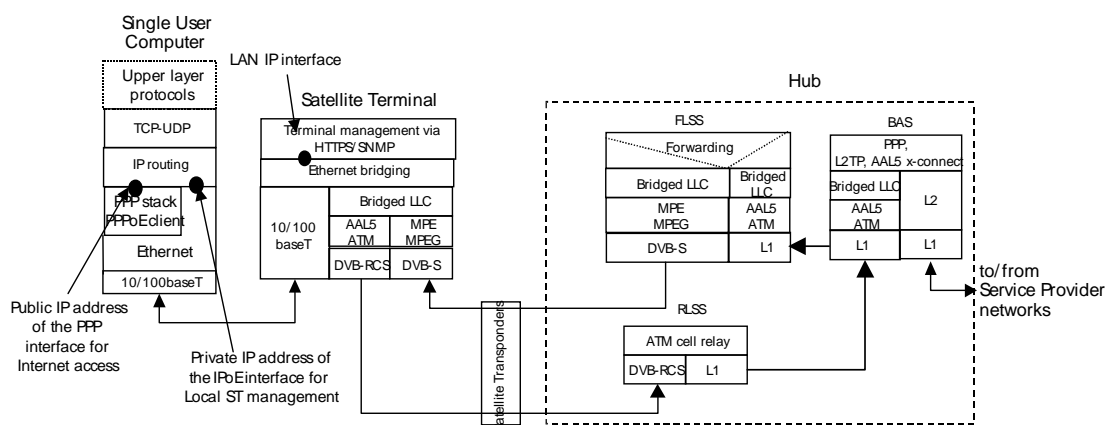 Single User
Computer
Upper layer
protocols
TCP-UDP
IP routing
PPP stack
PPPoE client
Ethernet
10/100baseT
Public IP address
of the PPP
interface for
Internet access
Private IP address of
the IPoE interface for
Local ST management
LAN IP interface
Satellite Terminal
Terminal management via
HTTPS/SNMP
Ethernet bridging
10/100
baseT
Bridged LLC
AAL5
ATM
MPE
MPEG
DVB-RCS
DVB-S
atellite Transponders
Hub
FLSS
Forwarding
Bridged LLC
Bridged
LLC
MPE
MPEG
AAL5
ATM
DVB-S
L1
BAS
PPP,
L2TP, AAL5 x-connect
Bridged LLC
AAL5
ATM
L2
L1
L1
RLSS
ATM cell relay
DVB-RCS
L1
to/from
Service Provider
networks